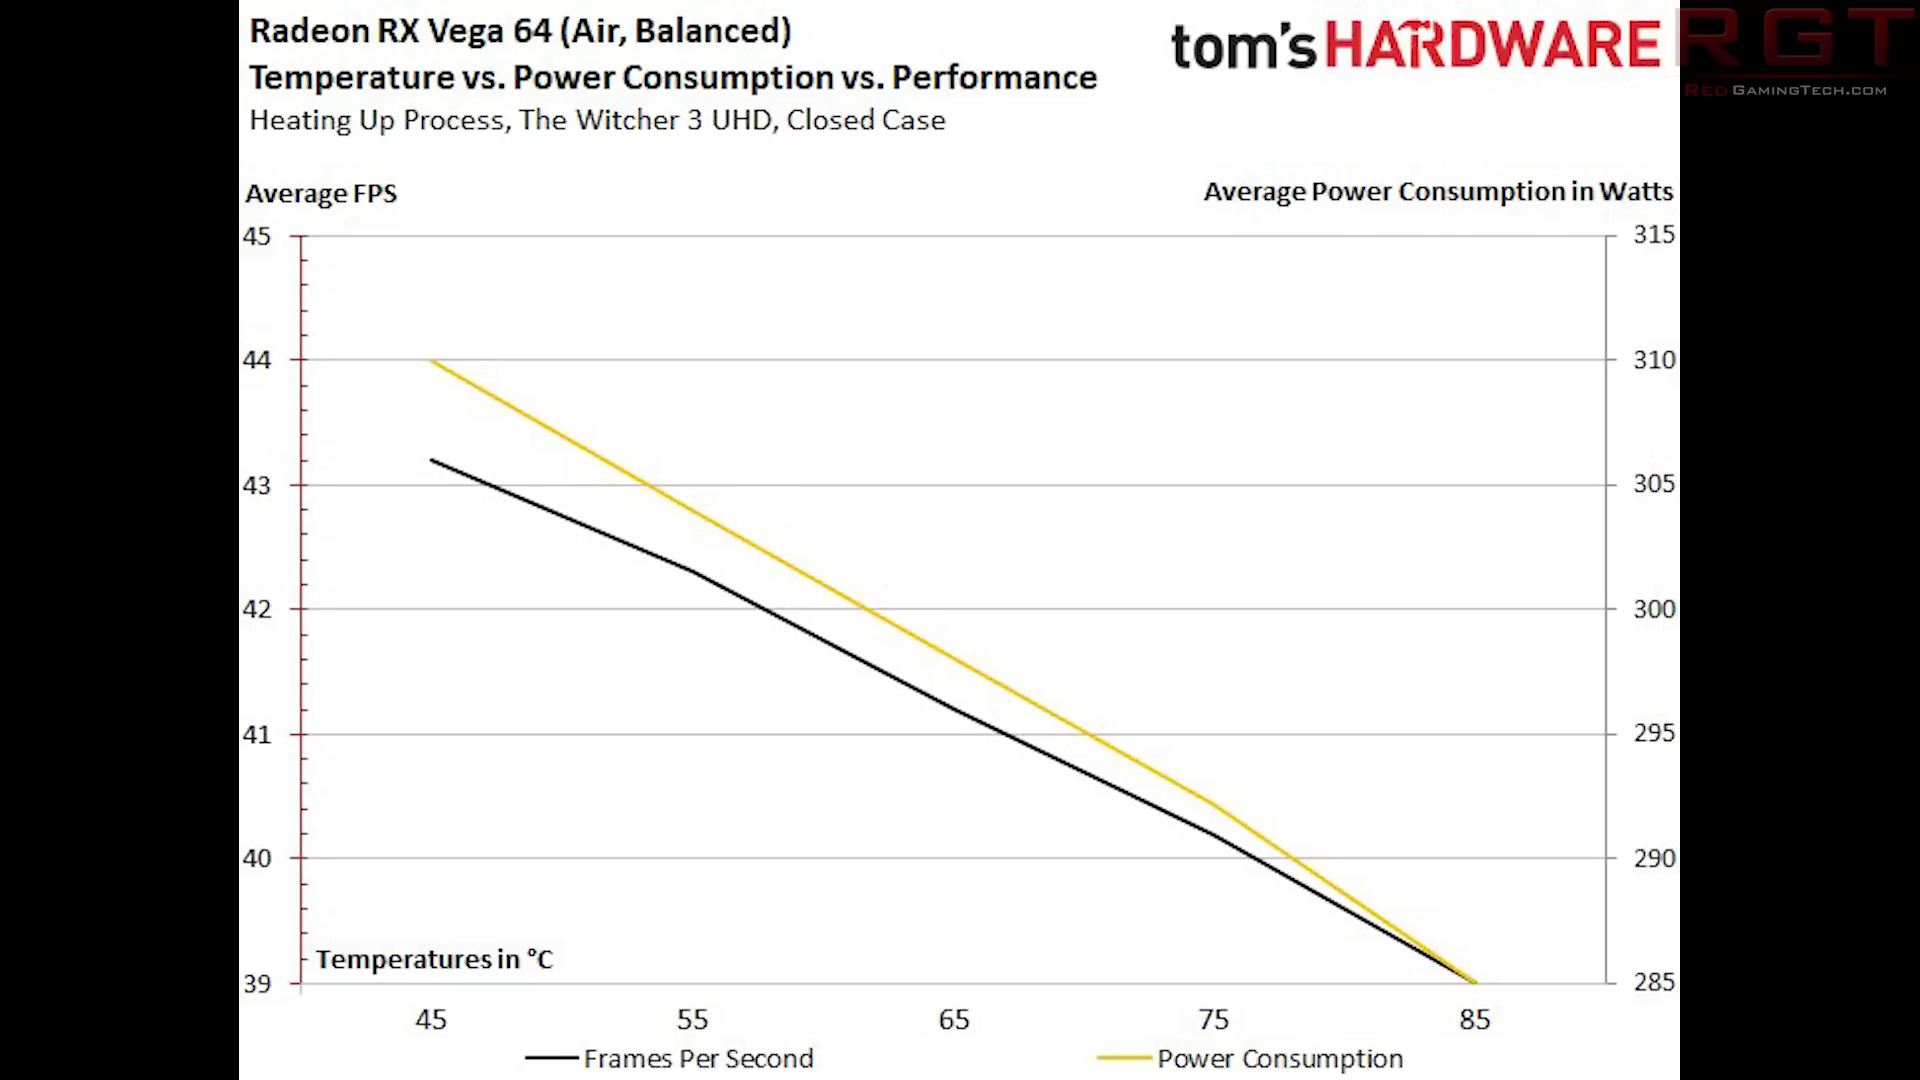 Radeon RX Vega 64 (Air, Balanced)
Temperature vs. Power Consumption vs. Performance
Heating Up Process, The Witcher 3 UHD, Closed Case
tom's HARDWARE
RGT
RED GAMINGTECH.COM
Average FPS
Average Power Consumption in Watts
45
44
43
42
41
40
39
315
310
305
300
295
290
285
Temperatures in °C
45 55 65 75 85
Frames Per Second
Power Consumption